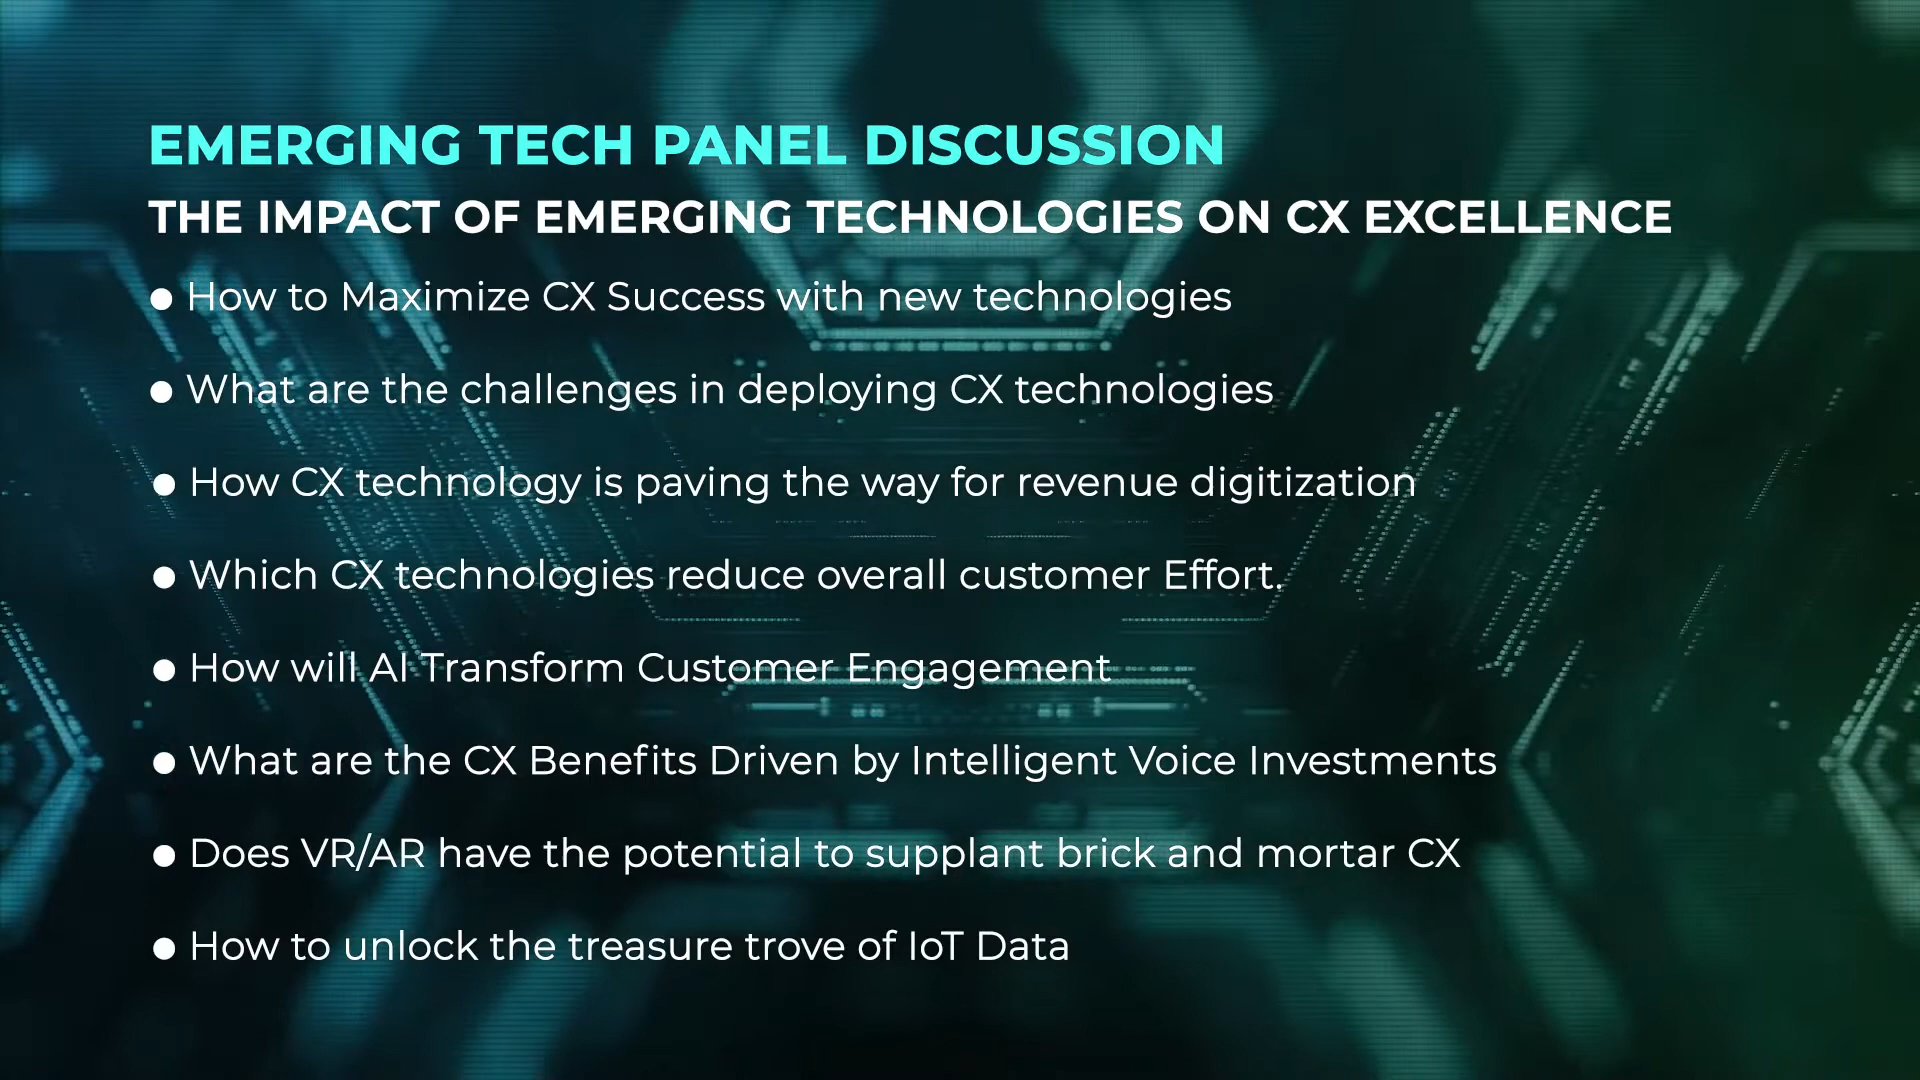 EMERGING TECH PANEL DISCUSSION
THE IMPACT OF EMERGING TECHNOLOGIES ON CX EXCELLENCE
● How to Maximize CX Success with new technologies
● What are the challenges in deploying CX technologies
● How CX technology is paving the way for revenue digitization
● Which CX technologies reduce overall customer Effort.
● How will AI Transform Customer Engagement
● What are the CX Benefits Driven by Intelligent Voice Investments
● Does VR/AR have the potential to supplant brick and mortar CX
● How to unlock the treasure trove of IoT Data